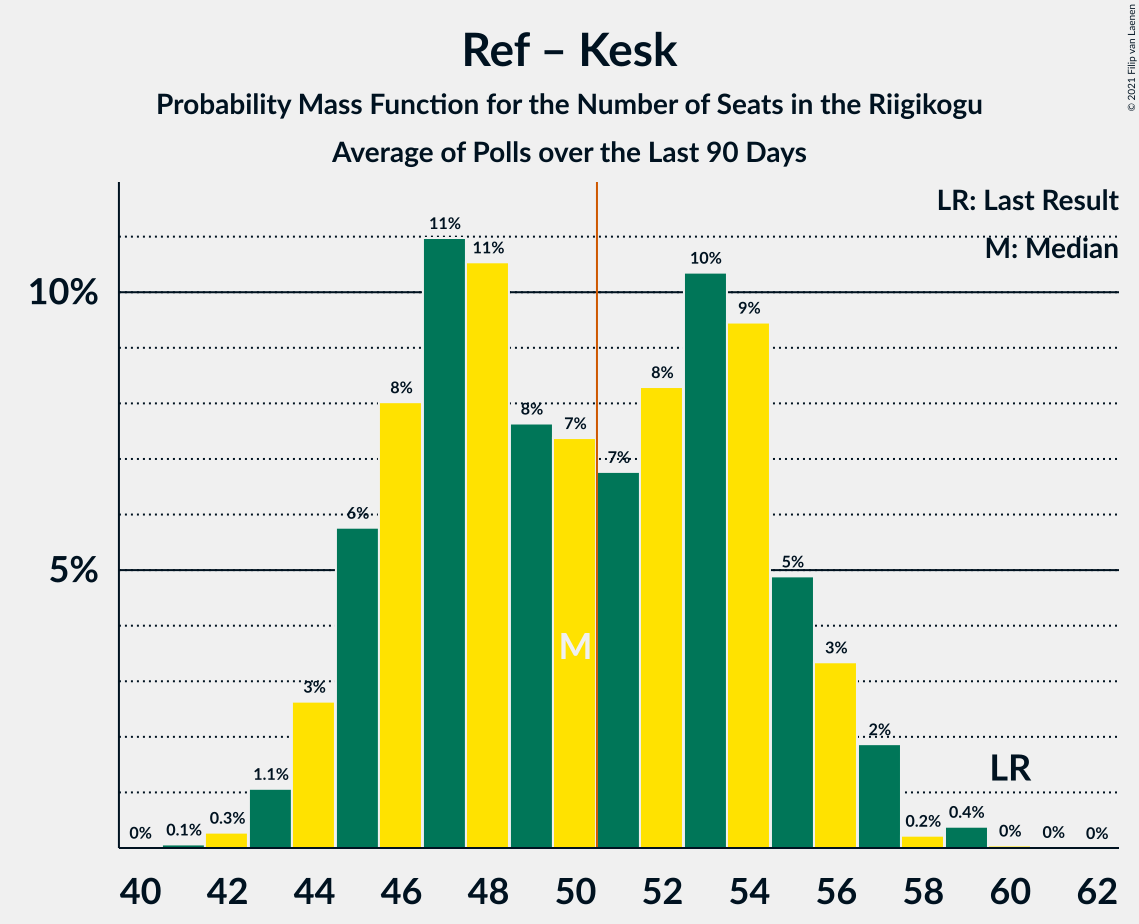 Ref – Kesk
Probability Mass Function for the Number of Seats in the Riigikogu
Average of Polls over the Last 90 Days
© 2021 Filip van Laenen
LR: Last Result
M: Median
10%
5%
0%
0.1%
0.3%
1.1%
3%
6%
8%
11%
11%
8%
7%
7%
8%
10%
9%
5%
3%
2%
0.2%
0.4%
0%
0%
0%
M
LR
40 42 44 46 48 50 52 54 56 58 60 62